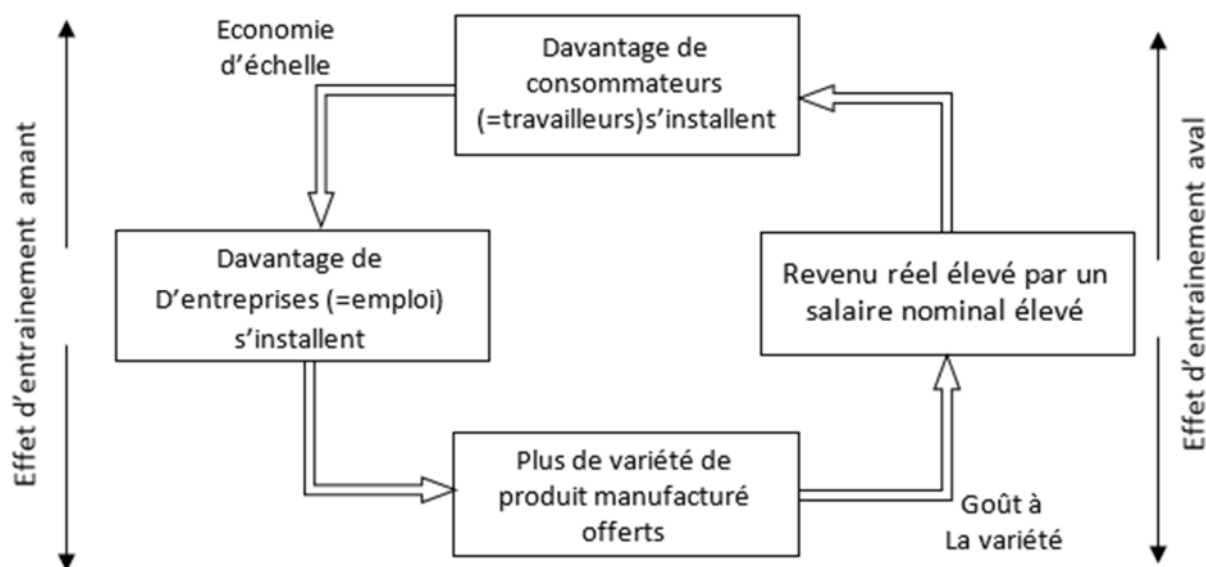 Economie
d’échelle
Davantage de
consommateurs
(=travailleurs)s’installent
Effet d’entrainement amant
Effet d’entrainement aval
Davantage de
D’entreprises (=emploi)
s’installent
Revenu réel élevé par un
salaire nominal élevé
Plus de variété de
produit manufacturé
offerts
Goût à
La variété